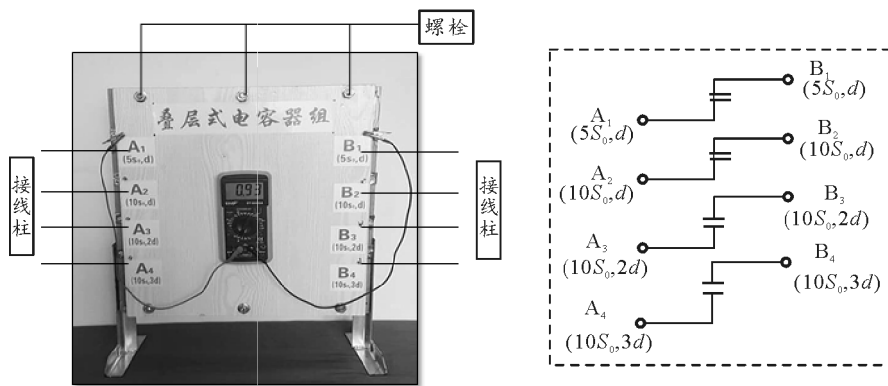 螺栓
叠层式电容器组
接线柱
A1
(5s₀,d)
A2
(10s₀,d)
A3
(10s₀,2d)
A4
(10s₀,3d)
0.93
B1
(5s₀,d)
B2
(10s₀,d)
B3
(10s₀,2d)
B4
(10s₀,3d)
接线柱
A₁
(5S₀,d)
A₂
(10S₀,d)
A₃
(10S₀,2d)
A₄
(10S₀,3d)
B₁
(5S₀,d)
B₂
(10S₀,d)
B₃
(10S₀,2d)
B₄
(10S₀,3d)